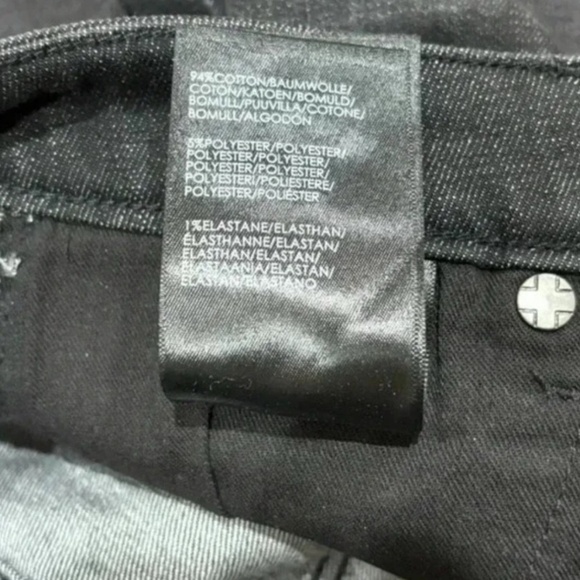 94%COTTON/BAUMWOLLE/
COTON/KATOEN/BOMULD/
BOMULL/PUUVILLA/COTONE/
BOMULL/ALGODÓN
5%POLYESTER/POLYESTER/
POLYESTER/POLYESTER/
POLYESTER/POLYESTER/
POLYESTERI/POLIESTERE/
POLYESTER/POLIÉSTER
1%ELASTANE/ELASTHAN/
ÉLASTHANNE/ELASTAN/
ELASTHAN/ELASTAN/
ELASTAANIA/ELASTAN/
ELASTAN/ELASTANO